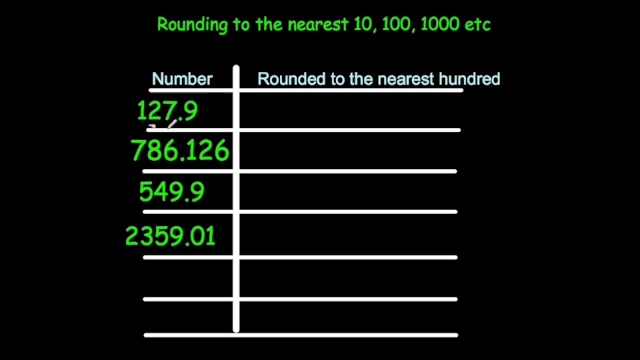 Rounding to the nearest 10, 100, 1000 etc
Number Rounded to the nearest hundred
127.9
786.126
549.9
2359.01